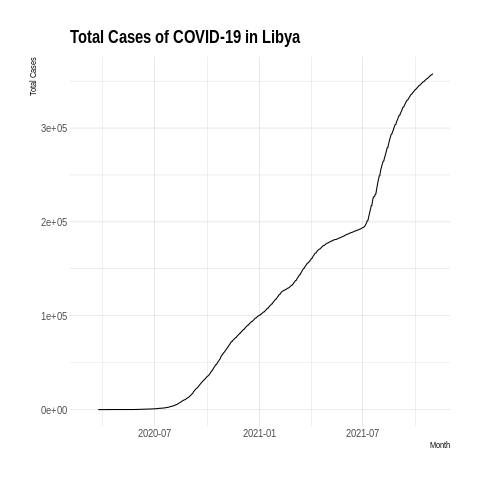 Total Cases of COVID-19 in Libya
Total Cases
3e+05
2e+05
1e+05
0e+00
2020-07 2021-01 2021-07
Month